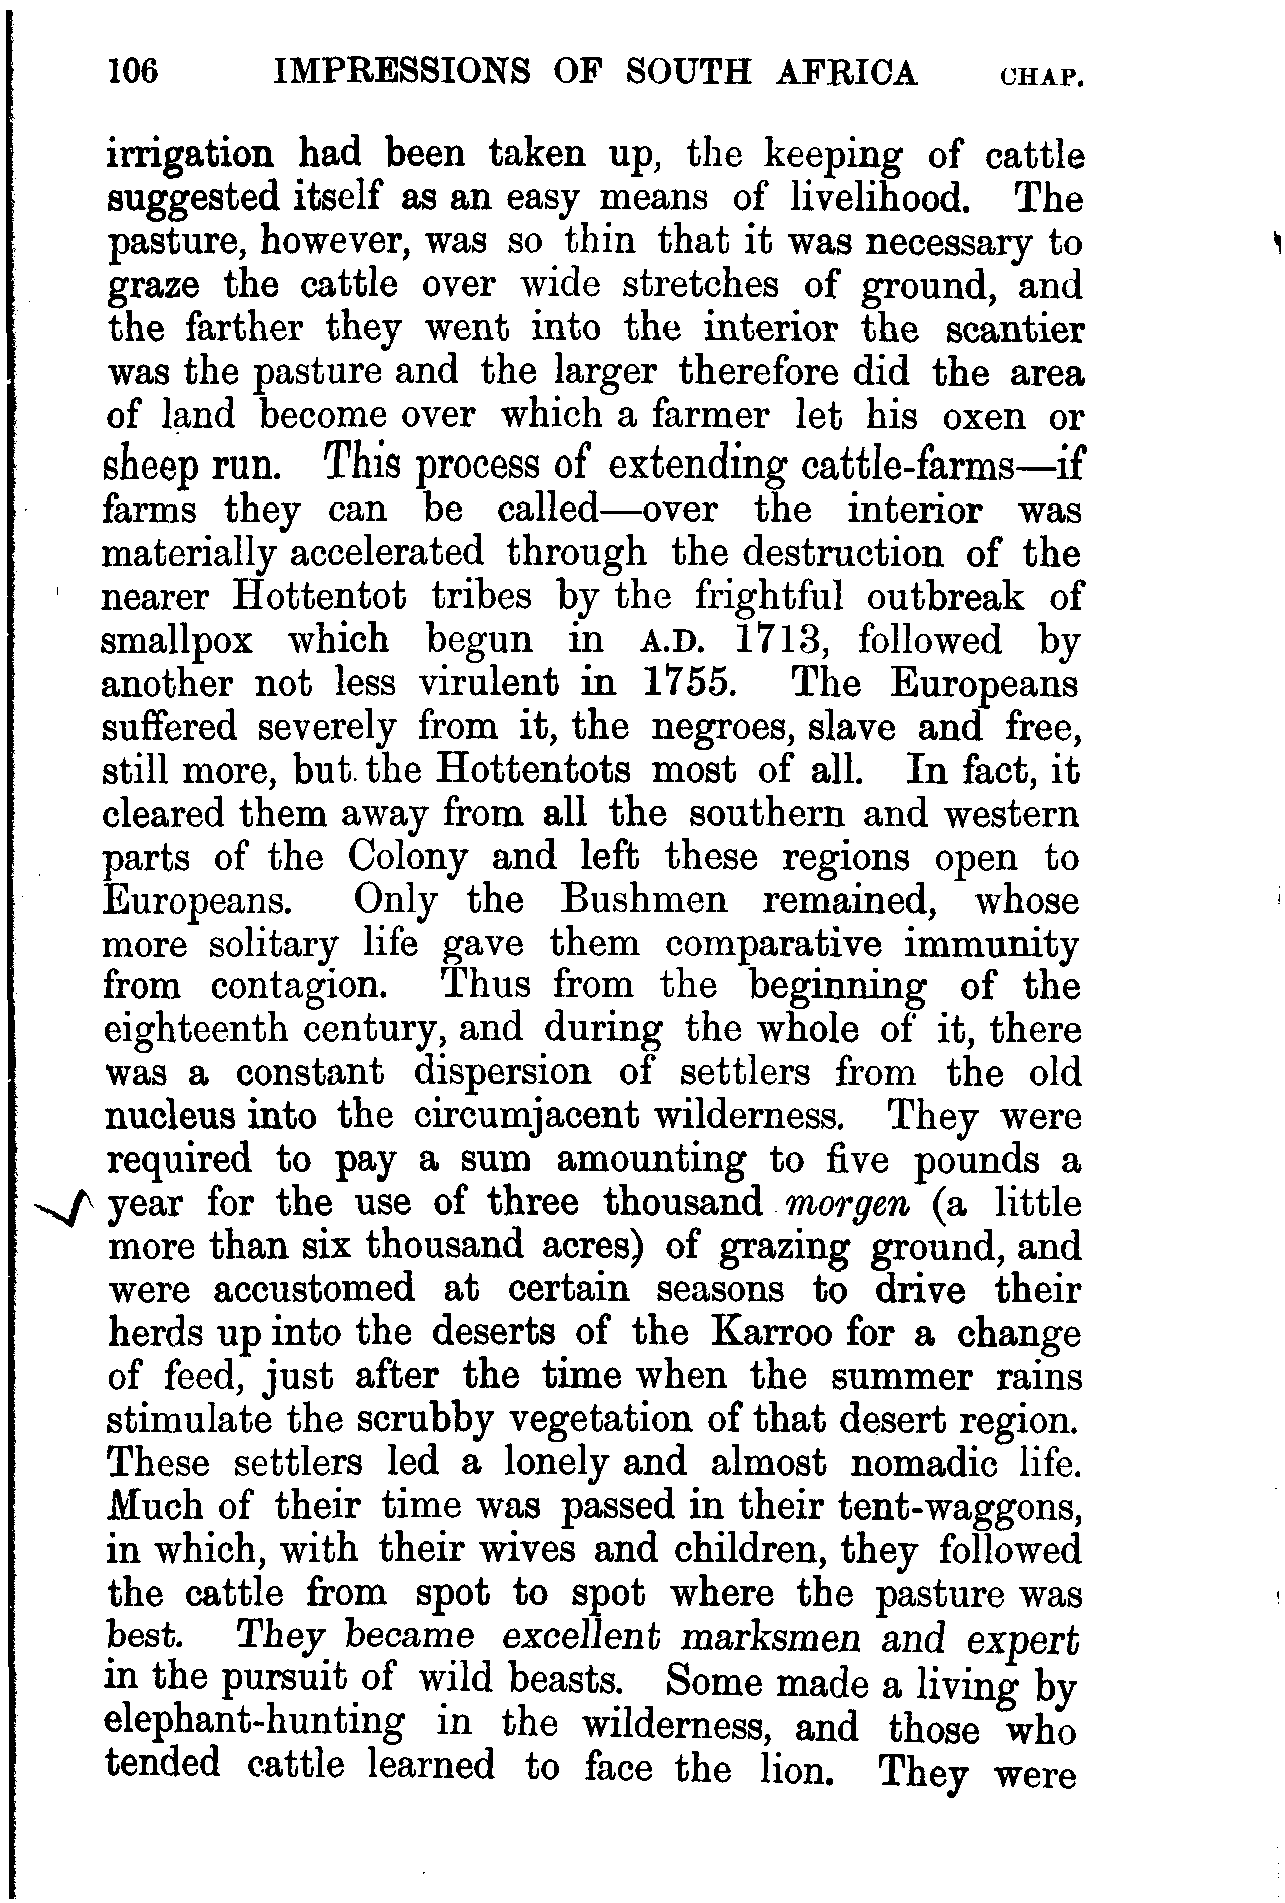 106 IMPRESSIONS OF SOUTH AFRICA CHAP.
irrigation had been taken up, the keeping of cattle
suggested itself as an easy means of livelihood. The
pasture, however, was so thin that it was necessary to
graze the cattle over wide stretches of ground, and
the farther they went into the interior the scantier
was the pasture and the larger therefore did the area
of land become over which a farmer let his oxen or
sheep run. This process of extending cattle-farms—if
farms they can be called—over the interior was
materially accelerated through the destruction of the
nearer Hottentot tribes by the frightful outbreak of
smallpox which begun in A.D. 1713, followed by
another not less virulent in 1755. The Europeans
suffered severely from it, the negroes, slave and free,
still more, but the Hottentots most of all. In fact, it
cleared them away from all the southern and western
parts of the Colony and left these regions open to
Europeans. Only the Bushmen remained, whose
more solitary life gave them comparative immunity
from contagion. Thus from the beginning of the
eighteenth century, and during the whole of it, there
was a constant dispersion of settlers from the old
nucleus into the circumjacent wilderness. They were
required to pay a sum amounting to five pounds a
year for the use of three thousand morgen (a little
more than six thousand acres) of grazing ground, and
were accustomed at certain seasons to drive their
herds up into the deserts of the Karroo for a change
of feed, just after the time when the summer rains
stimulate the scrubby vegetation of that desert region.
These settlers led a lonely and almost nomadic life.
Much of their time was passed in their tent-waggons,
in which, with their wives and children, they followed
the cattle from spot to spot where the pasture was
best. They became excellent marksmen and expert
in the pursuit of wild beasts. Some made a living by
elephant-hunting in the wilderness, and those who
tended cattle learned to face the lion. They were